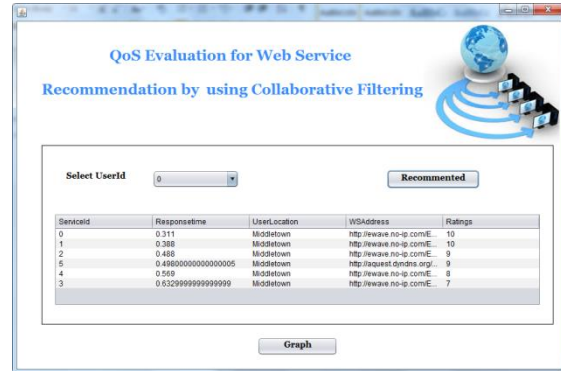 QoS Evaluation for Web Service
Recommendation by using Collaborative Filtering
Select UserId 0 Recommented
ServiceId Responsetime UserLocation WSAddress Ratings
0 0.311 Middletown http://ewave.no-ip.com/E... 10
1 0.388 Middletown http://ewave.no-ip.com/E... 10
2 0.488 Middletown http://ewave.no-ip.com/E... 9
5 0.49800000000000005 Middletown http://aquest.dyndns.org/... 9
4 0.569 Middletown http://ewave.no-ip.com/E... 8
3 0.6329999999999999 Middletown http://ewave.no-ip.com/E... 7
Graph